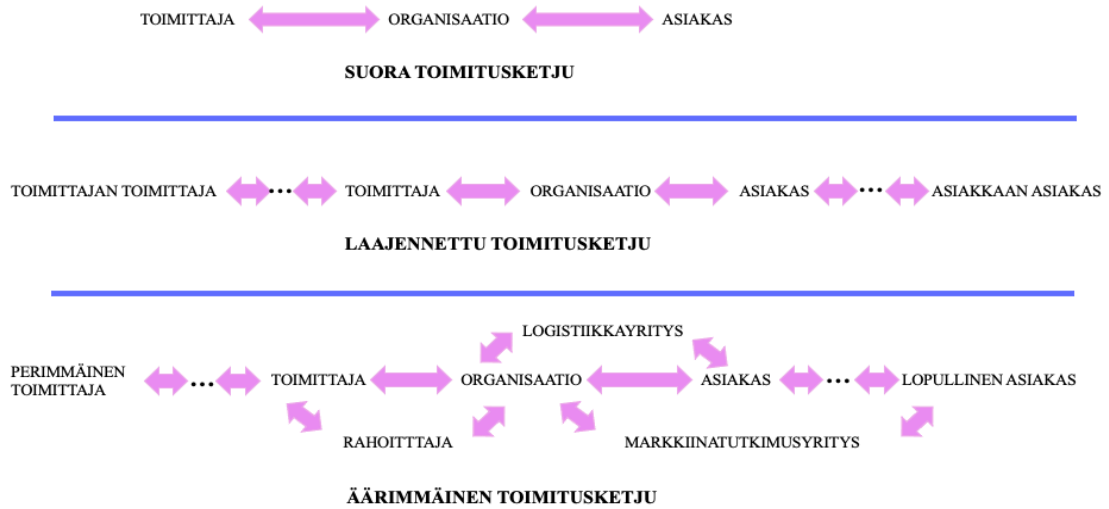 TOIMITTAJA ORGANISAATIO ASIAKAS
SUORA TOIMITUSKETJU
TOIMITTAJAN TOIMITTAJA ... TOIMITTAJA ORGANISAATIO ASIAKAS ... ASIAKKAAN ASIAKAS
LAAJENNETTU TOIMITUSKETJU
LOGISTIIKKAYRITYS
PERIMMÄINEN
TOIMITTAJA ... TOIMITTAJA ORGANISAATIO ASIAKAS ... LOPULLINEN ASIAKAS
RAHOITTTAJA MARKKIINATUTKIMUSYRITYS
ÄÄRIMMÄINEN TOIMITUSKETJU